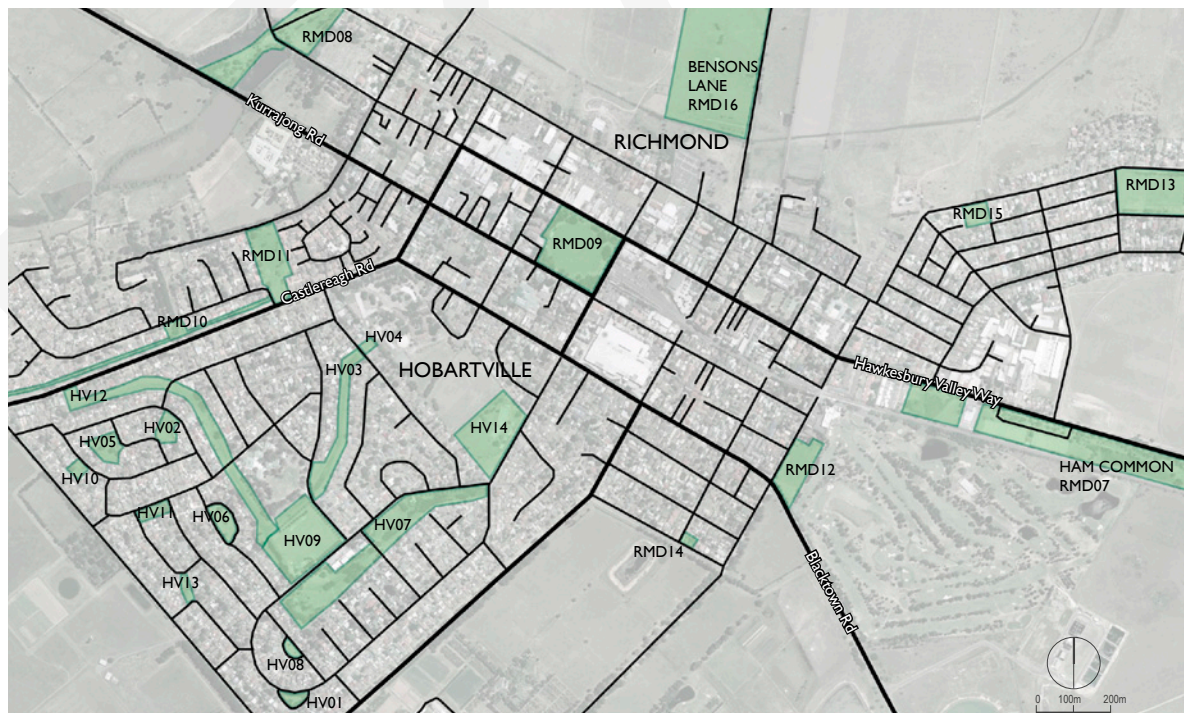 RMD08
BENSONS
LANE
RMD16
Kurrajong Rd
RICHMOND
RMD13
RMD15
RMD09
RMD11
Castlereagh Rd
RMD10
HV04
HV03
HOBARTVILLE
Hawkesbury Valley Way
HV12
HV02
HV14
HV05
HV10
RMD12
HAM COMMON
RMD07
HV11
HV06
HV07
HV09
RMD14
HV13
Blacktown Rd
HV08
HV01
0 100m 200m